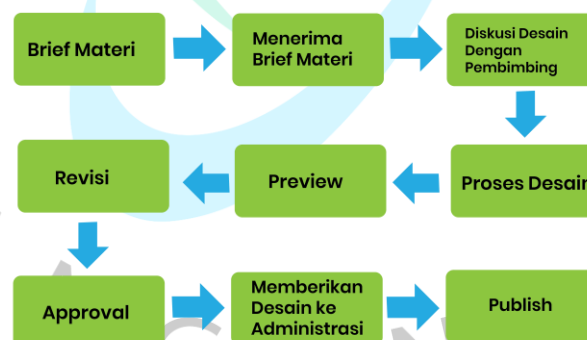 Brief Materi
Menerima
Brief Materi
Diskusi Desain
Dengan
Pembimbing
Proses Desain
Preview
Revisi
Approval
Memberikan
Desain ke
Administrasi
Publish